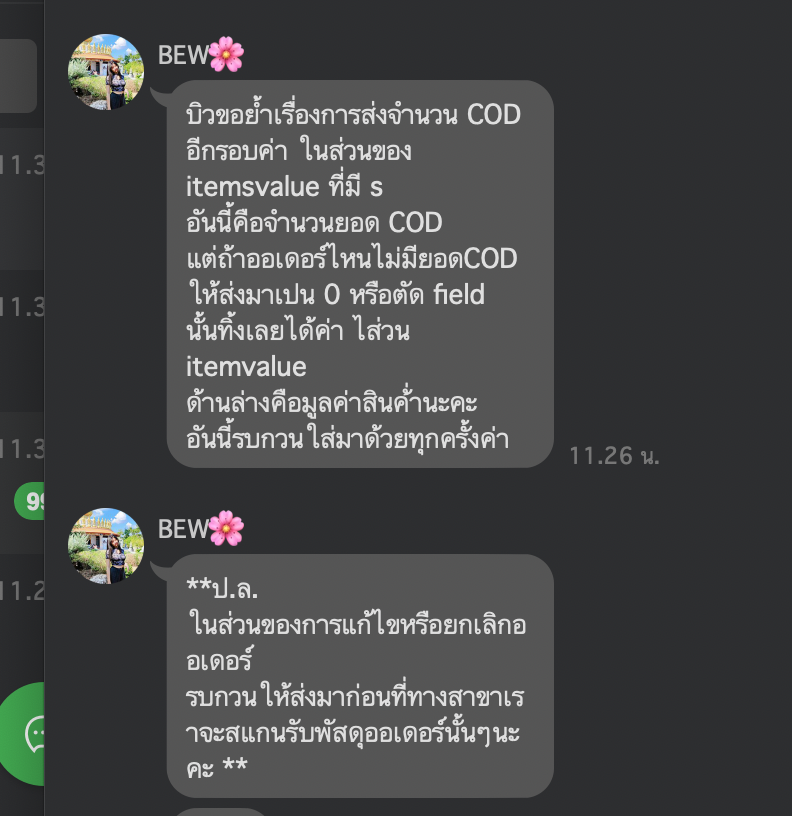 BEW🌸
บิวขอย้ำเรื่องการส่งจำนวน COD
อีกรอบค่า ในส่วนของ
itemsvalue ที่มี s
อันนี้คือจำนวนยอด COD
แต่ถ้าออเดอร์ไหนไม่มียอดCOD
ให้ส่งมาเปน 0 หรือตัด field
นั้นทิ้งเลยได้ค่า ไส่วน
itemvalue
ด้านล่างคือมูลค่าสินค้่านะคะ
อันนี้รบกวนใส่มาด้วยทุกครั้งค่า
11.26 น.
BEW🌸
**ป.ล.
ในส่วนของการแก้ไขหรือยกเลิกอ
อเดอร์
รบกวนให้ส่งมาก่อนที่ทางสาขาเร
าจะสแกนรับพัสดุออเดอร์นั้นๆนะ
คะ **